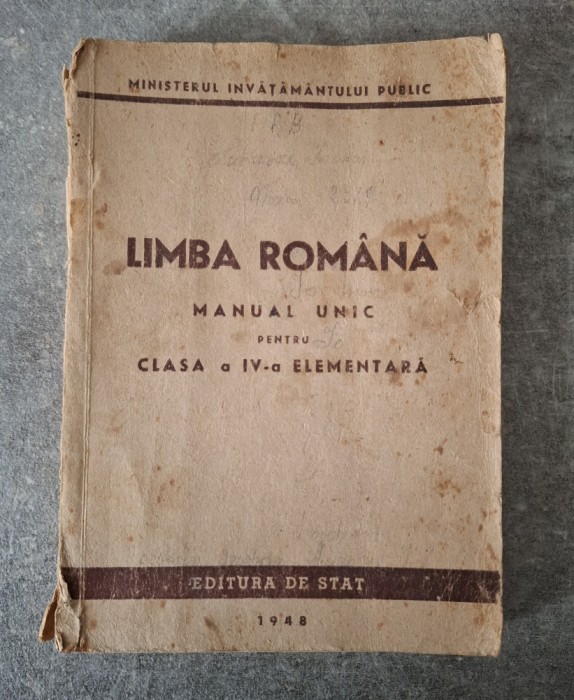 MINISTERUL INVĂȚĂMÂNTULUI PUBLIC
LIMBA ROMÂNĂ
MANUAL UNIC
PENTRU
CLASA a IV-a ELEMENTARĂ
EDITURA DE STAT
1948